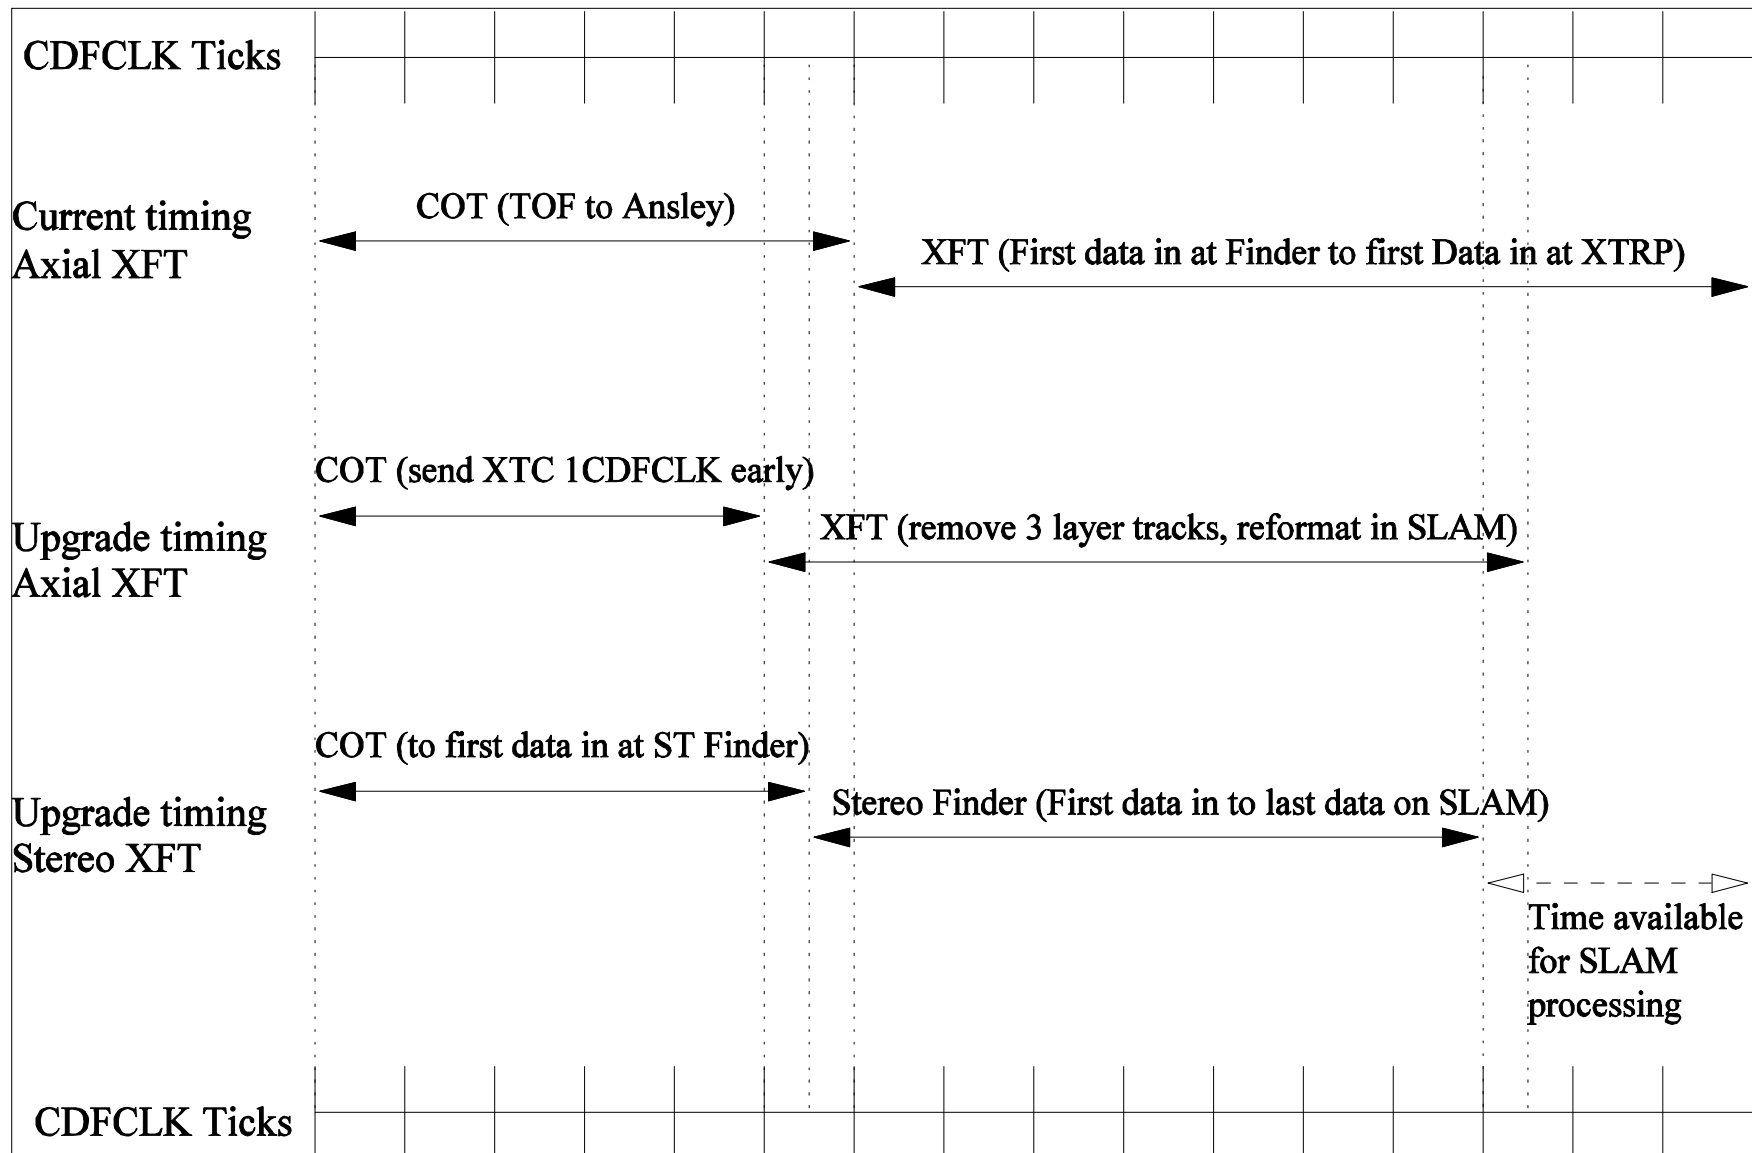 CDFCLK Ticks
COT (TOF to Ansley)
Current timing
Axial XFT
XFT (First data in at Finder to first Data in at XTRP)
COT (send XTC 1CDFCLK early)
Upgrade timing
Axial XFT
XFT (remove 3 layer tracks, reformat in SLAM)
COT (to first data in at ST Finder)
Upgrade timing
Stereo XFT
Stereo Finder (First data in to last data on SLAM)
Time available
for SLAM
processing
CDFCLK Ticks